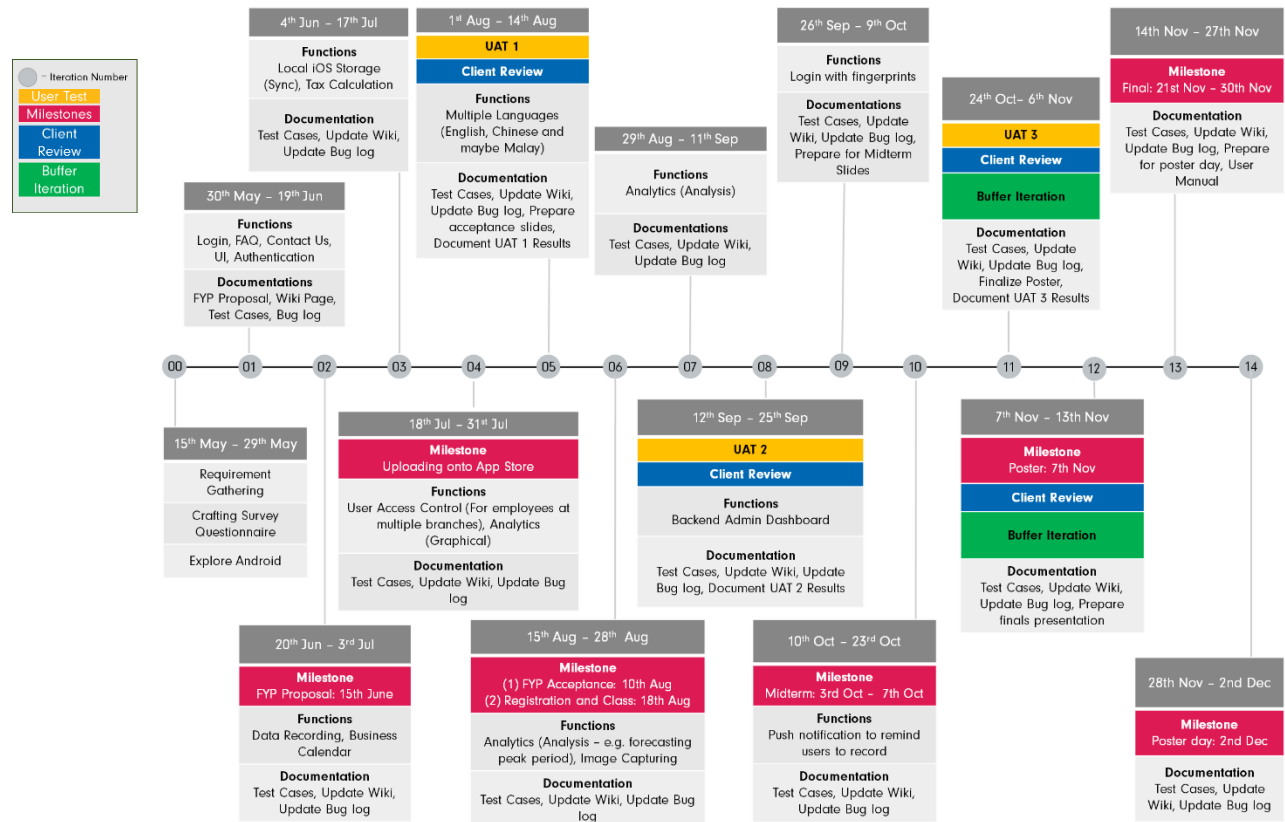 – Iteration Number
User Test
Milestones
Client
Review
Buffer
Iteration
4th Jun – 17th Jul
Functions
Local iOS Storage
(Sync), Tax Calculation
Documentation
Test Cases, Update Wiki,
Update Bug log
1st Aug – 14th Aug
UAT 1
Client Review
Functions
Multiple Languages
(English, Chinese and
maybe Malay)
Documentation
Test Cases, Update Wiki,
Update Bug log, Prepare
acceptance slides,
Document UAT 1 Results
26th Sep – 9th Oct
Functions
Login with fingerprints
Documentations
Test Cases, Update
Wiki, Update Bug log,
Prepare for Midterm
Slides
14th Nov – 27th Nov
Milestone
Final: 21st Nov – 30th Nov
Documentation
Test Cases, Update Wiki,
Update Bug log, Prepare
for poster day, User
Manual
24th Oct– 6th Nov
UAT 3
Client Review
Buffer Iteration
Documentation
Test Cases, Update
Wiki, Update Bug log,
Finalize Poster,
Document UAT 3 Results
29th Aug – 11th Sep
Functions
Analytics (Analysis)
Documentation
Test Cases, Update Wiki,
Update Bug log
30th May – 19th Jun
Functions
Login, FAQ, Contact Us,
UI, Authentication
Documentations
FYP Proposal, Wiki Page,
Test Cases, Bug log
00 01 02 03 04 05 06 07 08 09 10 11 12 13 14
15th May – 29th May
Requirement
Gathering
Crafting Survey
Questionnaire
Explore Android
18th Jul – 31st Jul
Milestone
Uploading onto App Store
Functions
User Access Control (For employees at
multiple branches), Analytics
(Graphical)
Documentation
Test Cases, Update Wiki, Update Bug
log
12th Sep – 25th Sep
UAT 2
Client Review
Functions
Backend Admin Dashboard
Documentation
Test Cases, Update Wiki, Update
Bug log, Document UAT 2 Results
7th Nov – 13th Nov
Milestone
Poster: 7th Nov
Client Review
Buffer Iteration
Documentation
Test Cases, Update Wiki,
Update Bug log, Prepare
finals presentation
20th Jun – 3rd Jul
Milestone
FYP Proposal: 15th June
Functions
Data Recording, Business
Calendar
Documentation
Test Cases, Update Wiki,
Update Bug log
15th Aug – 28th Aug
Milestone
(1) FYP Acceptance: 10th Aug
(2) Registration and Class: 18th Aug
Functions
Analytics (Analysis – e.g. forecasting
peak period), Image Capturing
Documentation
Test Cases, Update Wiki, Update Bug
log
10th Oct – 23rd Oct
Milestone
Midterm: 3rd Oct – 7th Oct
Functions
Push notification to remind
users to record
Documentation
Test Cases, Update Wiki,
Update Bug log
28th Nov – 2nd Dec
Milestone
Poster day: 2nd Dec
Documentation
Test Cases, Update
Wiki, Update Bug log